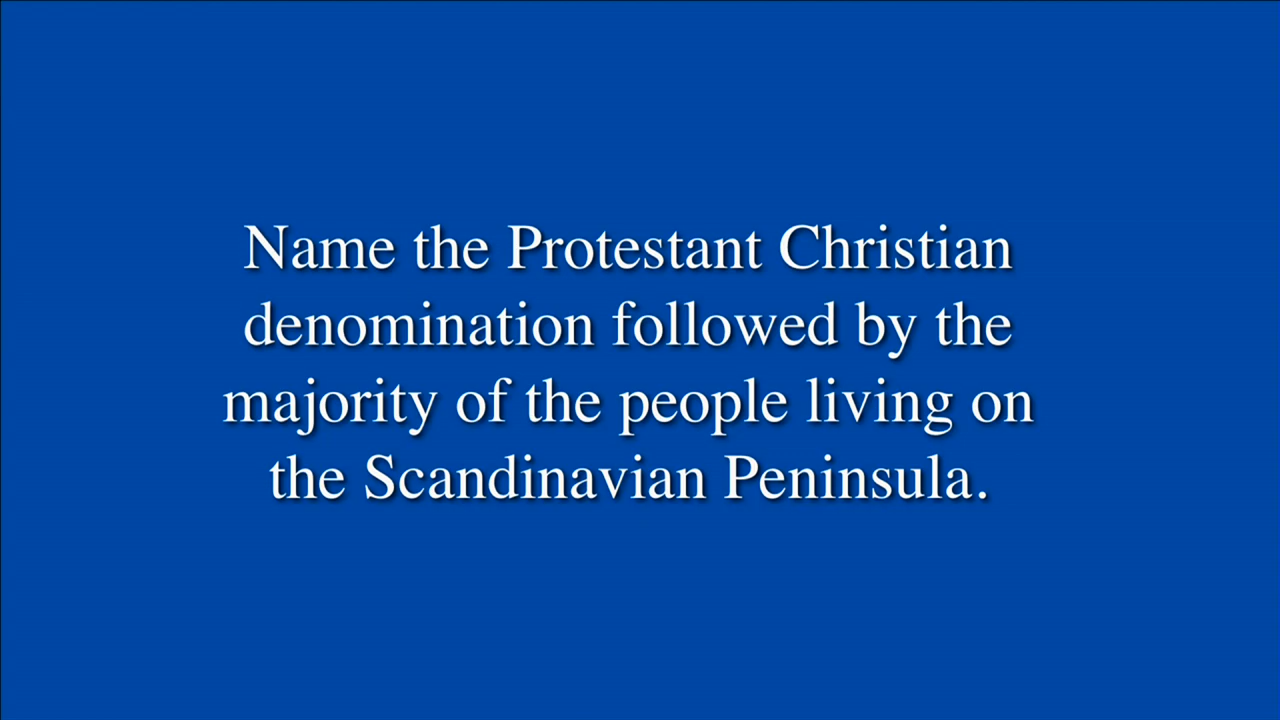 Name the Protestant Christian
denomination followed by the
majority of the people living on
the Scandinavian Peninsula.